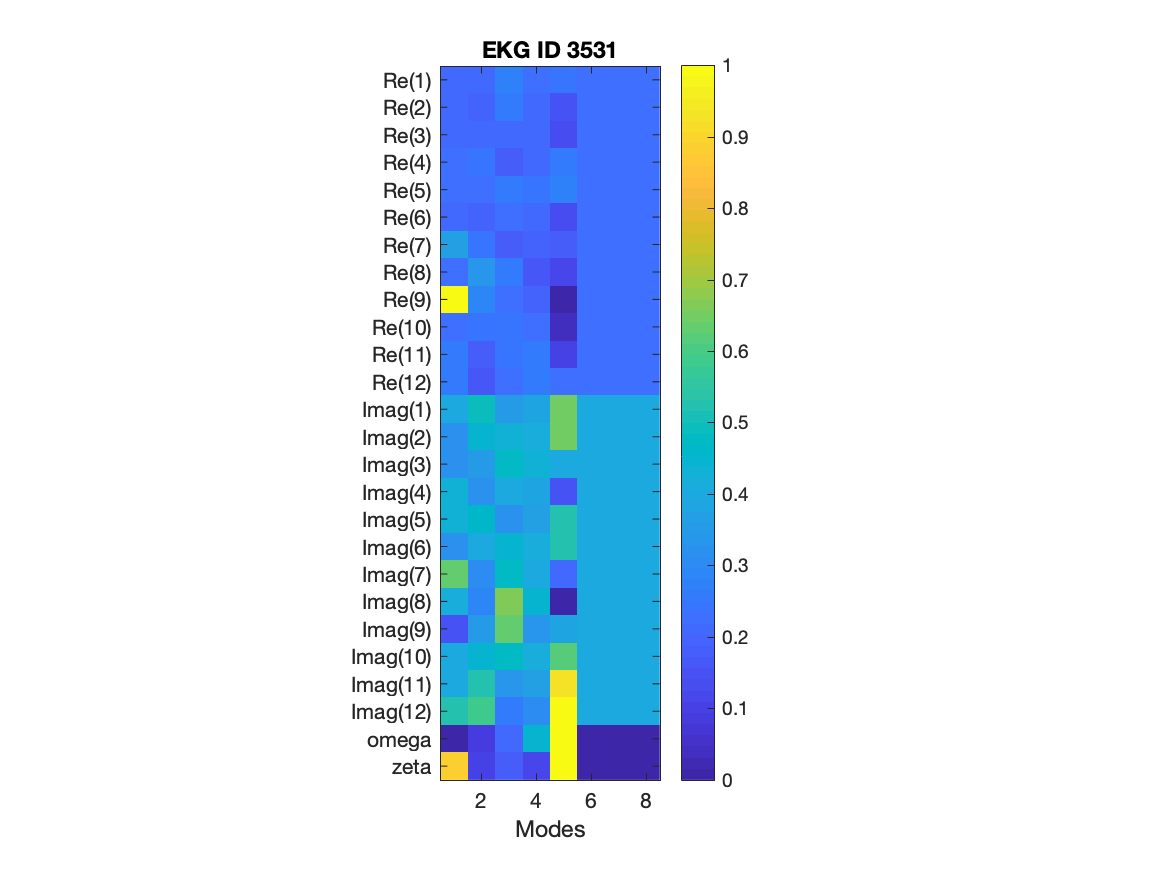 EKG ID 3531
Re(1)
Re(2)
Re(3)
Re(4)
Re(5)
Re(6)
Re(7)
Re(8)
Re(9)
Re(10)
Re(11)
Re(12)
Imag(1)
Imag(2)
Imag(3)
Imag(4)
Imag(5)
Imag(6)
Imag(7)
Imag(8)
Imag(9)
Imag(10)
Imag(11)
Imag(12)
omega
zeta
2 4 6 8
Modes
1
0.9
0.8
0.7
0.6
0.5
0.4
0.3
0.2
0.1
0